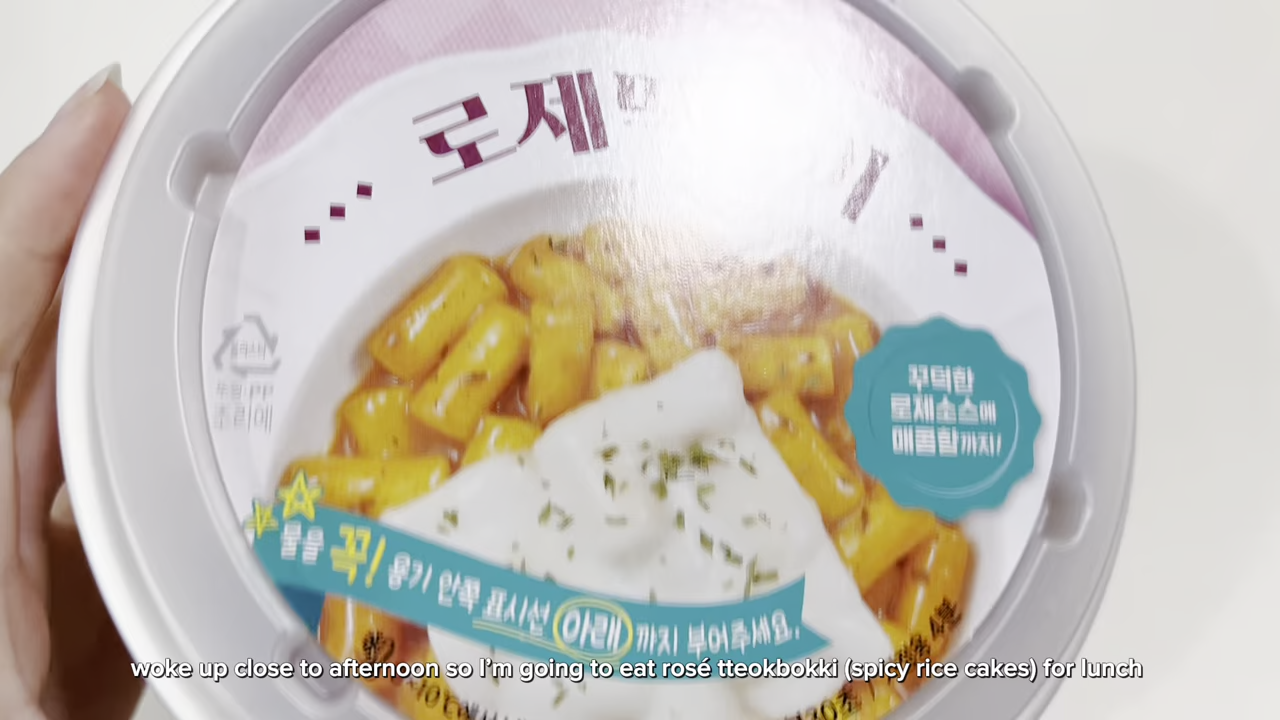 로제
꾸덕한
로제소스에
매콤함까지!
물을 꼭! 용기 안쪽 표시선 아래 까지 부어주세요.
woke up close to afternoon so I'm going to eat rosé tteokbokki (spicy rice cakes) for lunch